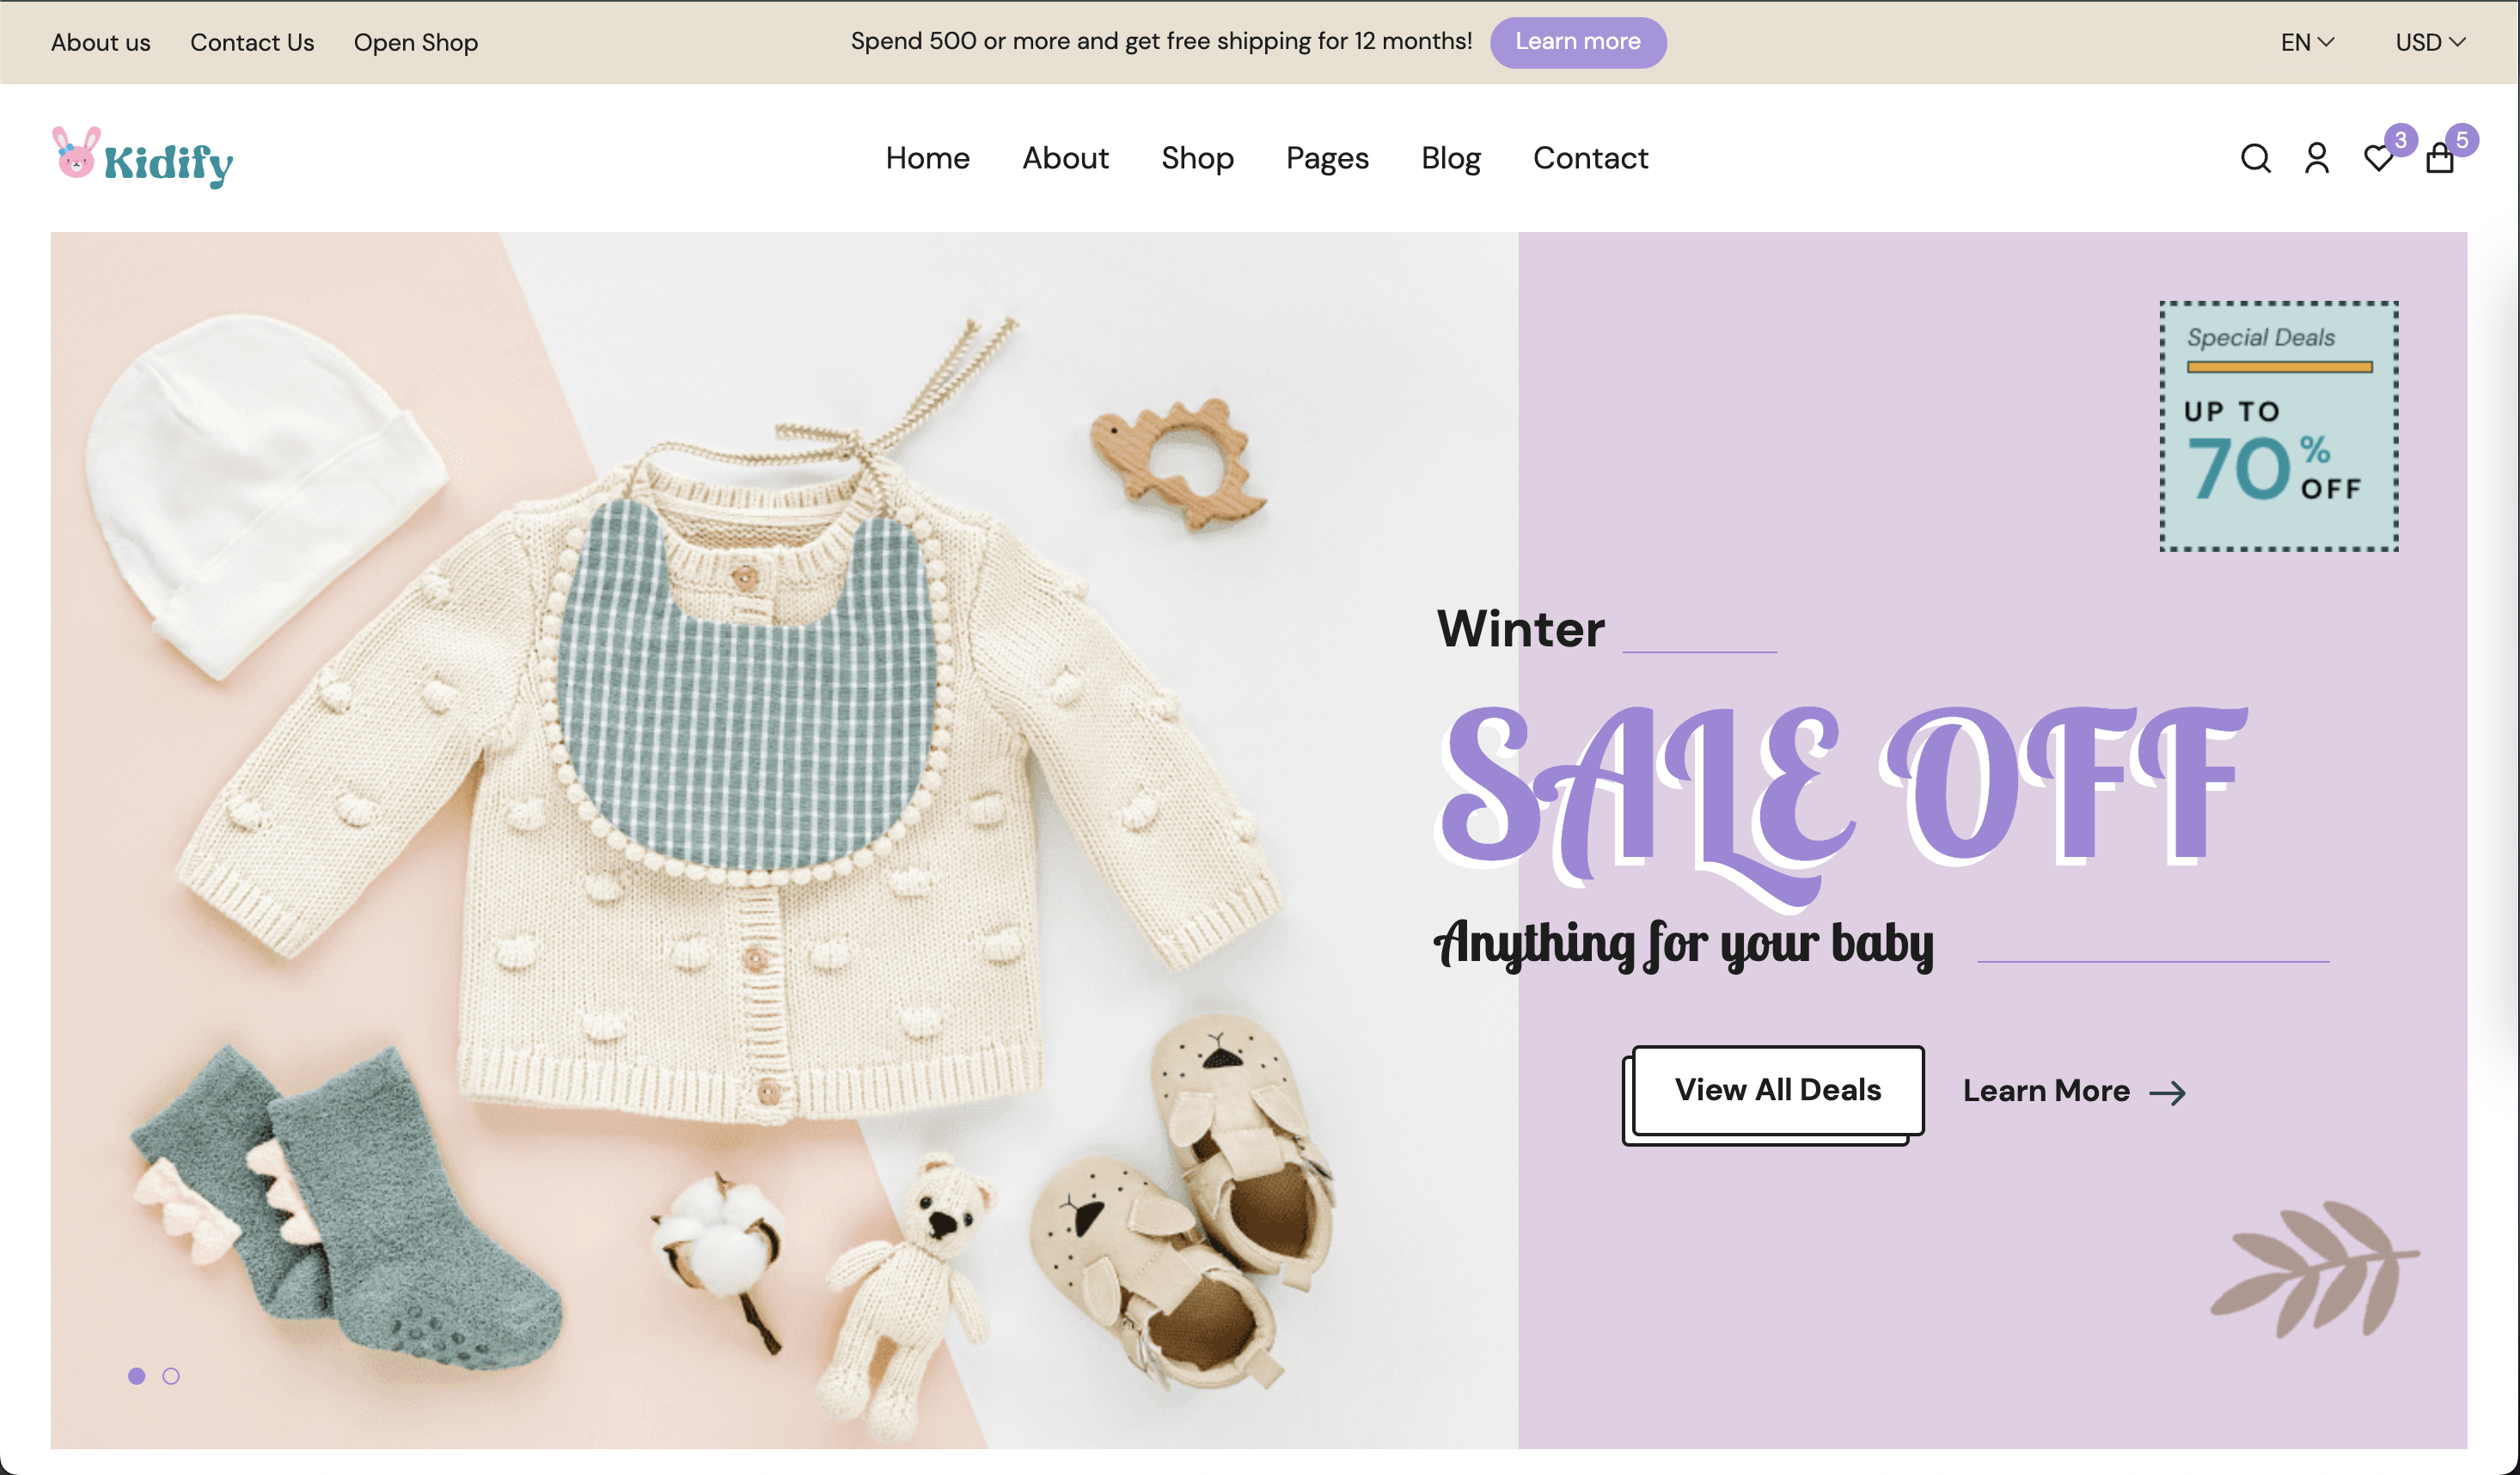 About us Contact Us Open Shop Spend 500 or more and get free shipping for 12 months! Learn more EN USD
Kidify Home About Shop Pages Blog Contact 3 5
Special Deals
UP TO
70%
OFF
Winter
SALE OFF
Anything for your baby
View All Deals Learn More